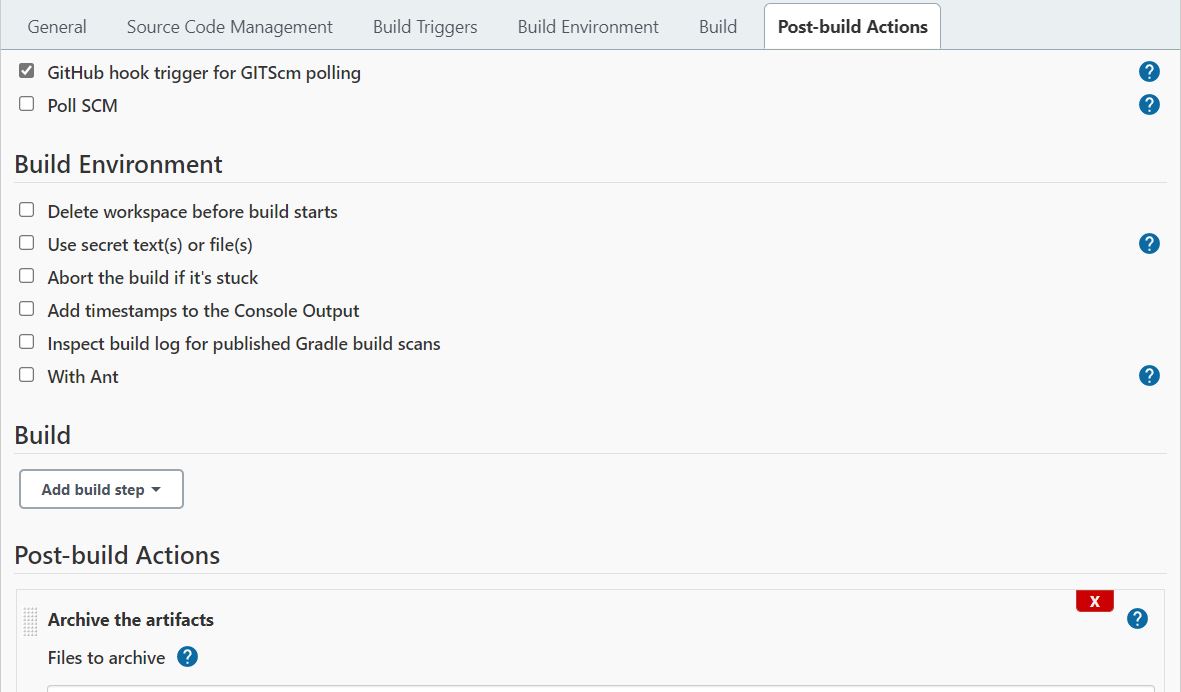 General Source Code Management Build Triggers Build Environment Build Post-build Actions
GitHub hook trigger for GITScm polling ?
Poll SCM ?
Build Environment
Delete workspace before build starts
Use secret text(s) or file(s) ?
Abort the build if it's stuck
Add timestamps to the Console Output
Inspect build log for published Gradle build scans
With Ant ?
Build
Add build step
Post-build Actions
X
Archive the artifacts ?
Files to archive ?